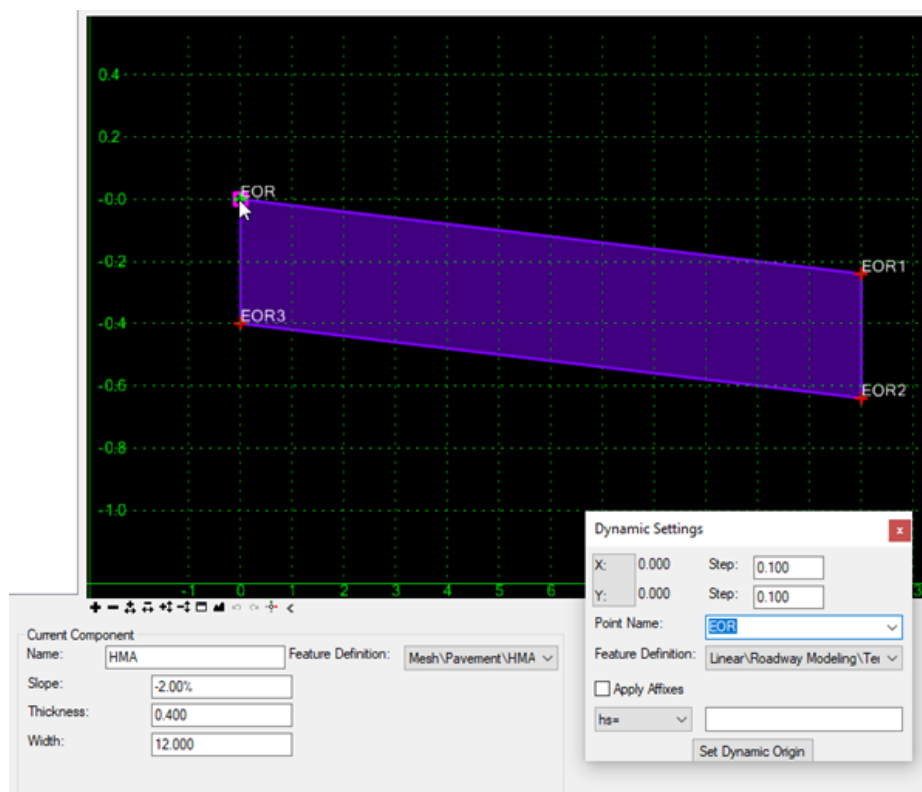 0.4
0.2
EOR
-0.0
-0.2
EOR1
EOR3
-0.4
-0.6
EOR2
-0.8
-1.0
Dynamic Settings
X: 0.000 Step: 0.100
Y: 0.000 Step: 0.100
-1 0 1 2 3 4 5 6
Point Name: EOR
Current Component
Name: HMA Feature Definition: Mesh\Pavement\HMA
Feature Definition: Linear\Roadway Modeling\Te
Slope: -2.00%
Apply Affixes
Thickness: 0.400
hs=
Width: 12.000
Set Dynamic Origin